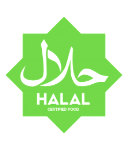 حلال
HALAL
CERTIFIED FOOD